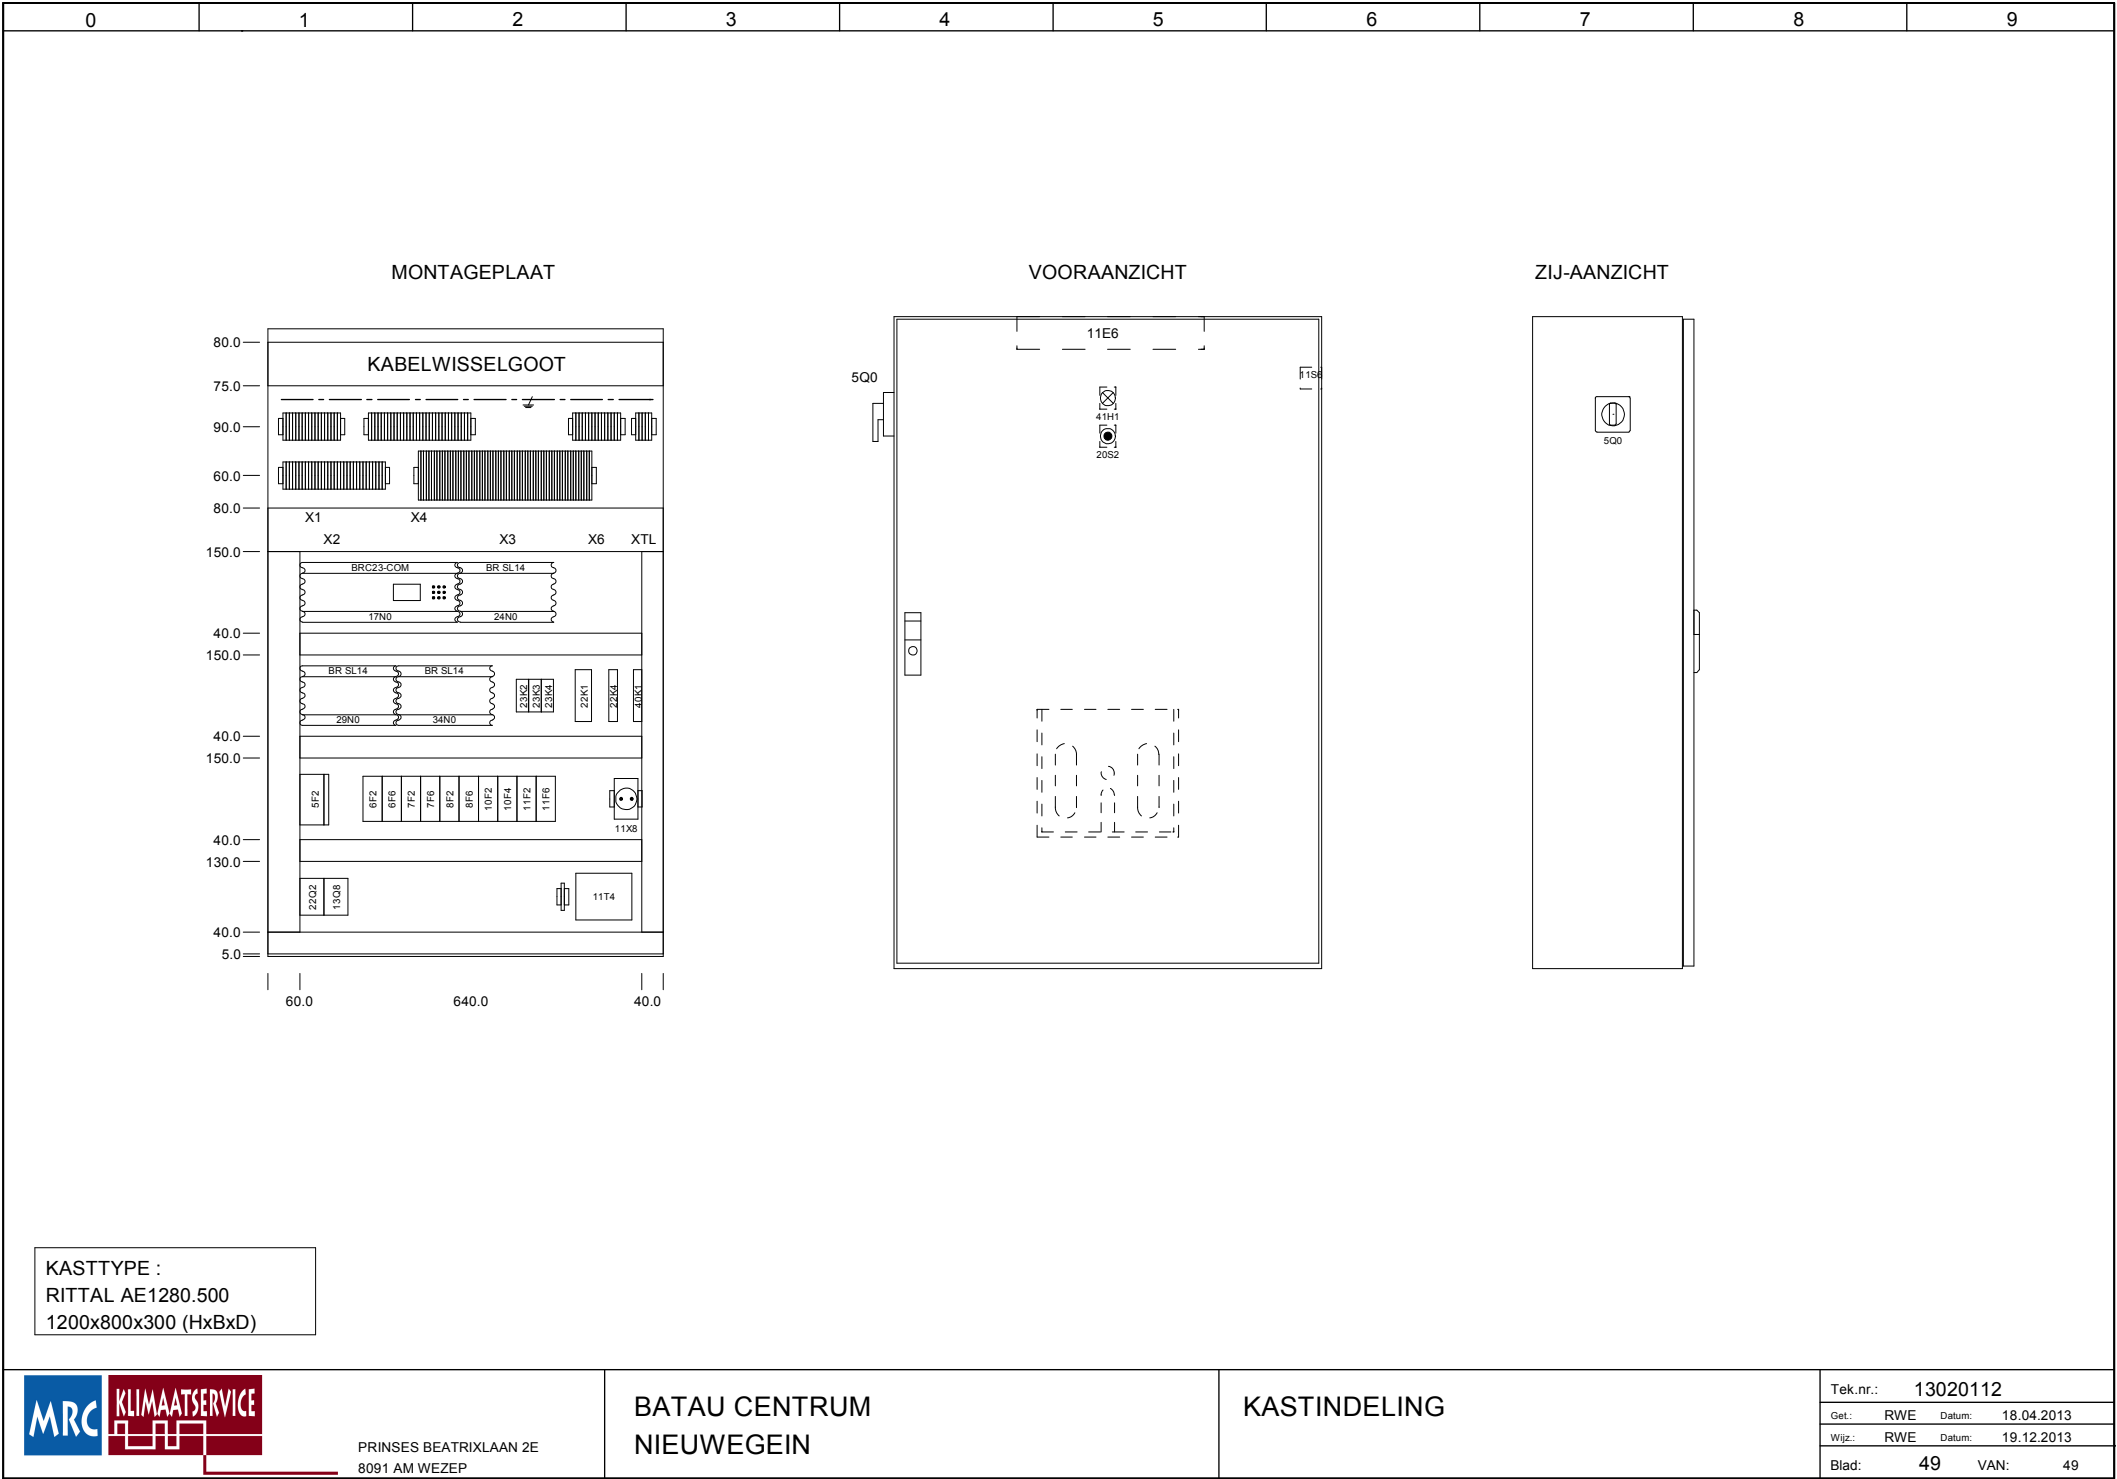 0 1 2 3 4 5 6 7 8 9
MONTAGEPLAAT
VOORAANZICHT
ZIJ-AANZICHT
80.0
KABELWISSELGOOT
75.0
90.0
60.0
80.0
X1 X4
X2 X3 X6 XTL
150.0
BRC23-COM BR SL14
17N0 24N0
40.0
150.0
BR SL14 BR SL14
23K2 23K3 23K4 22K1 22K4 40K1
29N0 34N0
40.0
150.0
5F2 6F2 6F6 7F2 7F6 8F2 8F6 10F2 10F4 11F2 11F6
11X8
40.0
130.0
22Q2 13Q8 11T4
40.0
5.0
60.0 640.0 40.0
11E6
5Q0
11S6
41H1
20S2
5Q0
KASTTYPE :
RITTAL AE1280.500
1200x800x300 (HxBxD)
MRC KLIMAATSERVICE
PRINSES BEATRIXLAAN 2E
8091 AM WEZEP
BATAU CENTRUM
NIEUWEGEIN
KASTINDELING
Tek.nr.: 13020112
Get.: RWE Datum: 18.04.2013
Wijz.: RWE Datum: 19.12.2013
Blad: 49 VAN: 49